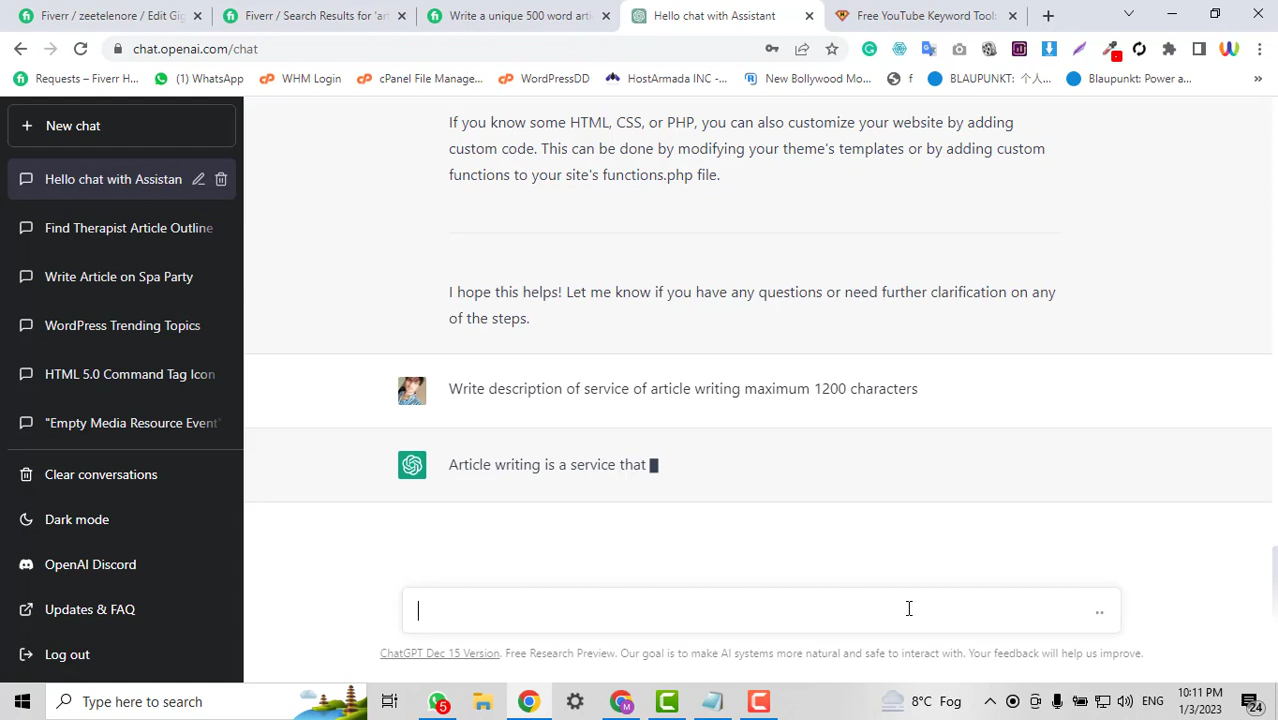 Fiverr / zeetelenore / Edit Gig
Fiverr / Search Results for 'art
Write a unique 500 word artic
Hello chat with Assistant
Free YouTube Keyword Tool:
chat.openai.com/chat
Requests – Fiverr H...
(1) WhatsApp
WHM Login
cPanel File Manage...
WordPressDD
HostArmada INC -...
New Bollywood Mo...
f
BLAUPUNKT: 个人...
Blaupunkt: Power a...
New chat
Hello chat with Assistan
Find Therapist Article Outline
Write Article on Spa Party
WordPress Trending Topics
HTML 5.0 Command Tag Icon
"Empty Media Resource Event"
Clear conversations
Dark mode
OpenAI Discord
Updates & FAQ
Log out
If you know some HTML, CSS, or PHP, you can also customize your website by adding
custom code. This can be done by modifying your theme's templates or by adding custom
functions to your site's functions.php file.
I hope this helps! Let me know if you have any questions or need further clarification on any
of the steps.
Write description of service of article writing maximum 1200 characters
Article writing is a service that
ChatGPT Dec 15 Version. Free Research Preview. Our goal is to make AI systems more natural and safe to interact with. Your feedback will help us improve.
Type here to search
5
8°C Fog
ENG
10:11 PM
1/3/2023
24